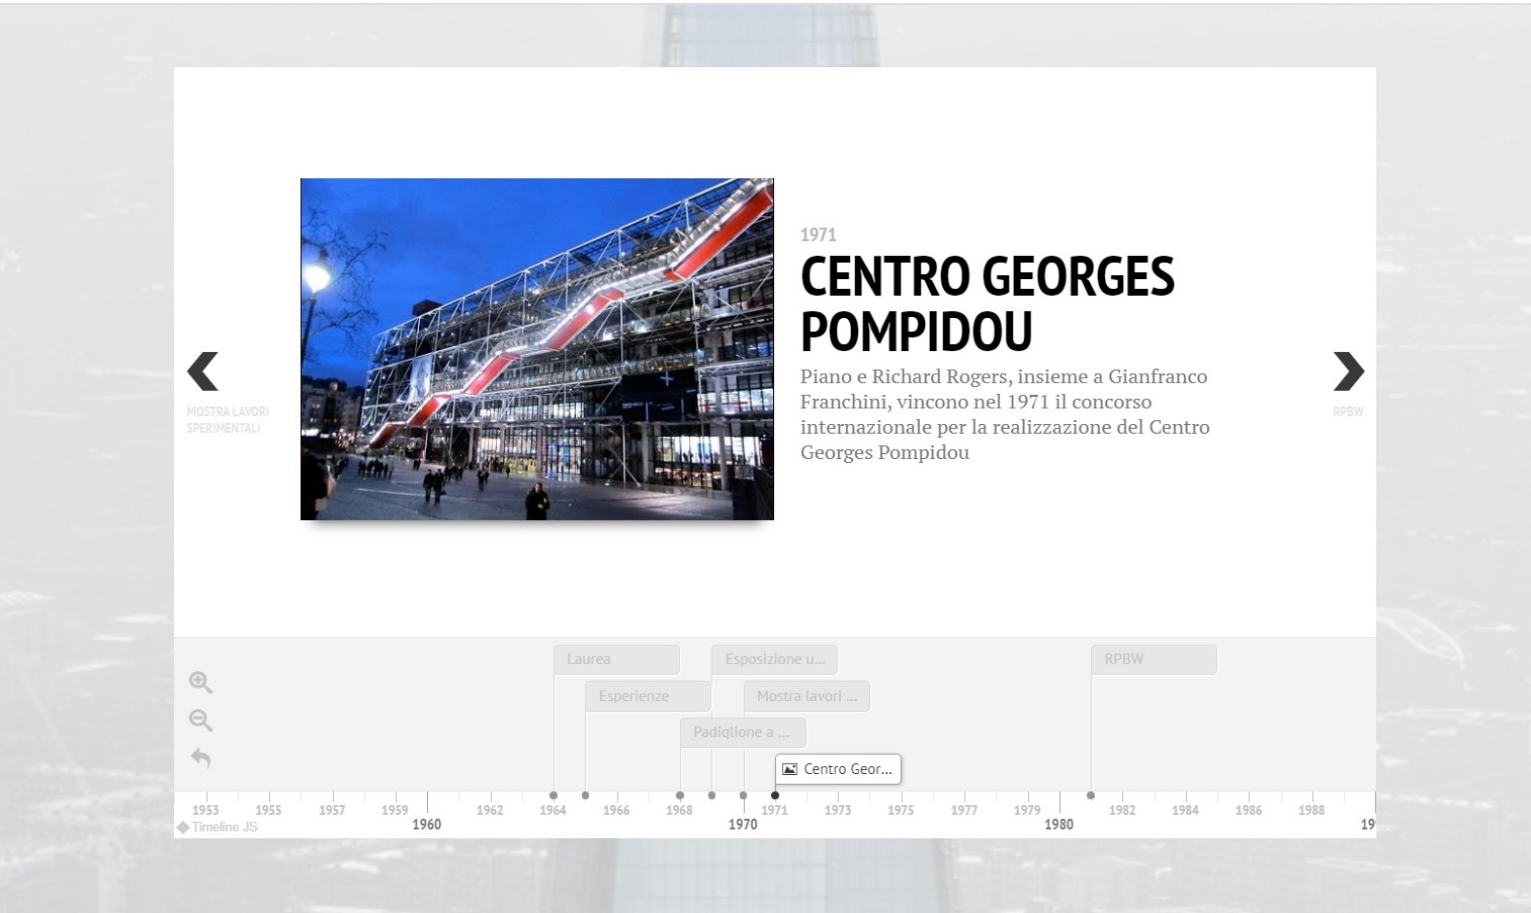 1971
CENTRO GEORGES
POMPIDOU
Piano e Richard Rogers, insieme a Gianfranco
Franchini, vincono nel 1971 il concorso
internazionale per la realizzazione del Centro
Georges Pompidou
MOSTRA LAVORI
SPERIMENTALI
RPBW
Laurea
Esposizione u...
RPBW
Esperienze
Mostra lavori ...
Padiglione a ...
Centro Geor...
1953 1955 1957 1959 1962 1964 1966 1968 1971 1973 1975 1977 1979 1982 1984 1986 1988
1960 1970 1980 19
Timeline JS